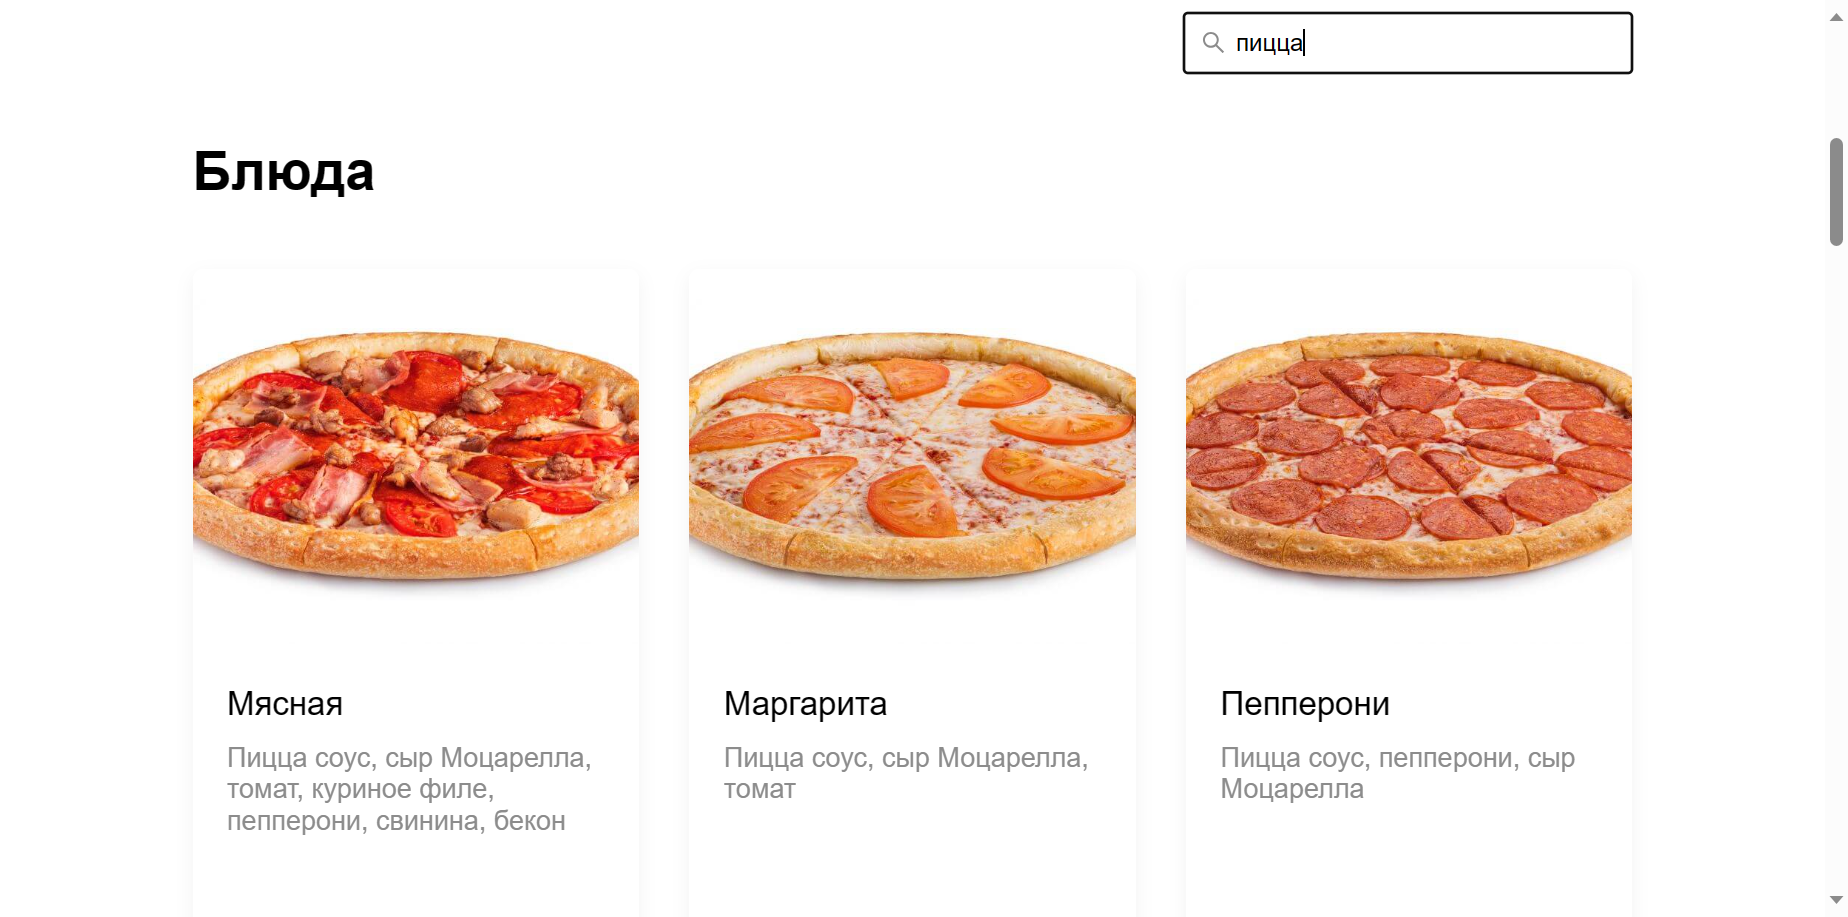 пицца
Блюда
Мясная
Пицца соус, сыр Моцарелла,
томат, куриное филе,
пепперони, свинина, бекон
Маргарита
Пицца соус, сыр Моцарелла,
томат
Пепперони
Пицца соус, пепперони, сыр
Моцарелла